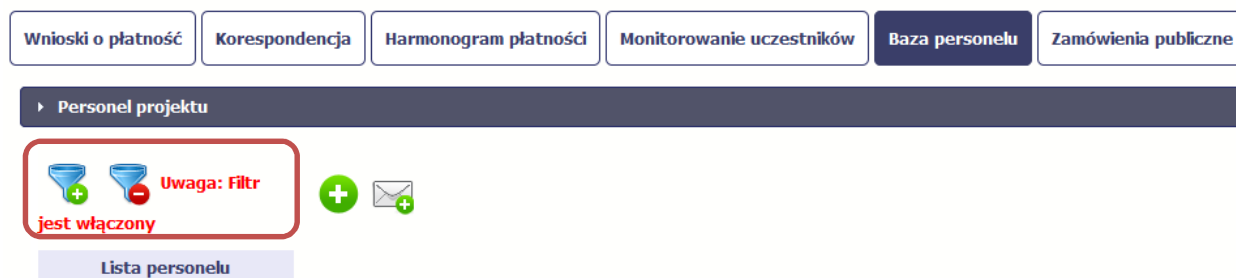 Wnioski o płatność Korespondencja Harmonogram płatności Monitorowanie uczestników Baza personelu Zamówienia publiczne
Personel projektu
Uwaga: Filtr
jest włączony
Lista personelu